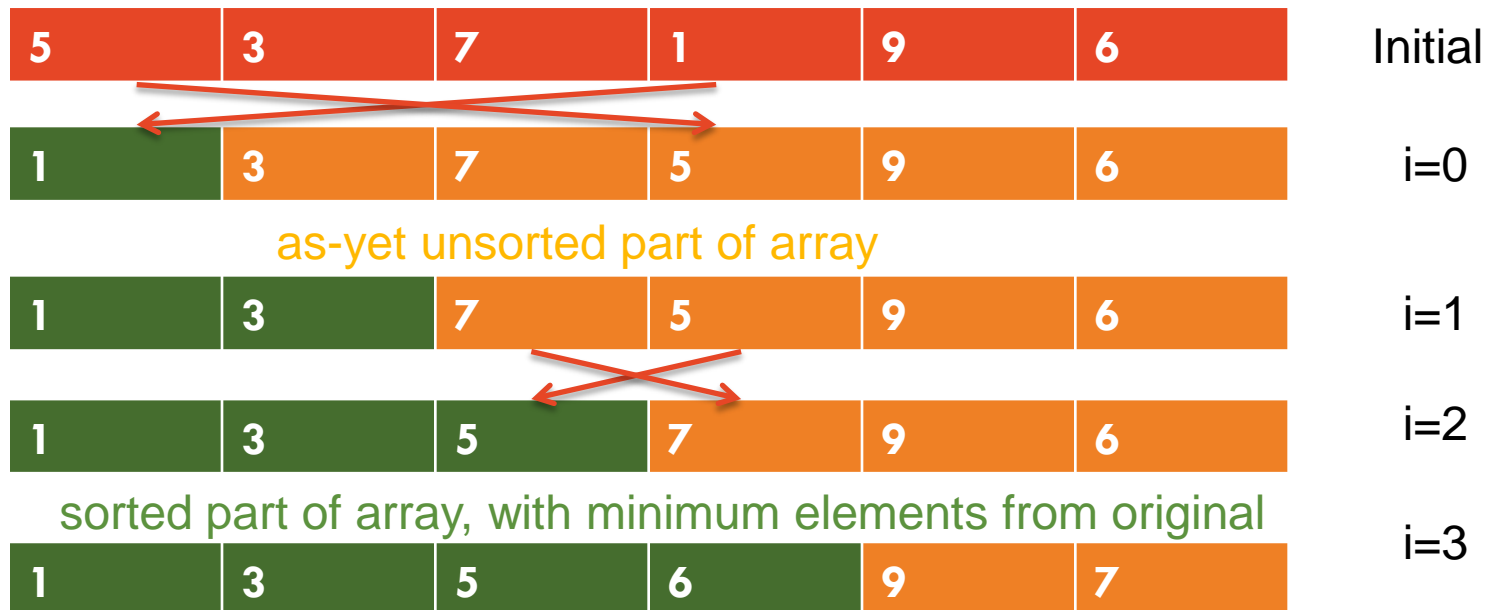 5 3 7 1 9 6 Initial
1 3 7 5 9 6 i=0
as-yet unsorted part of array
1 3 7 5 9 6 i=1
1 3 5 7 9 6 i=2
sorted part of array, with minimum elements from original
1 3 5 6 9 7 i=3